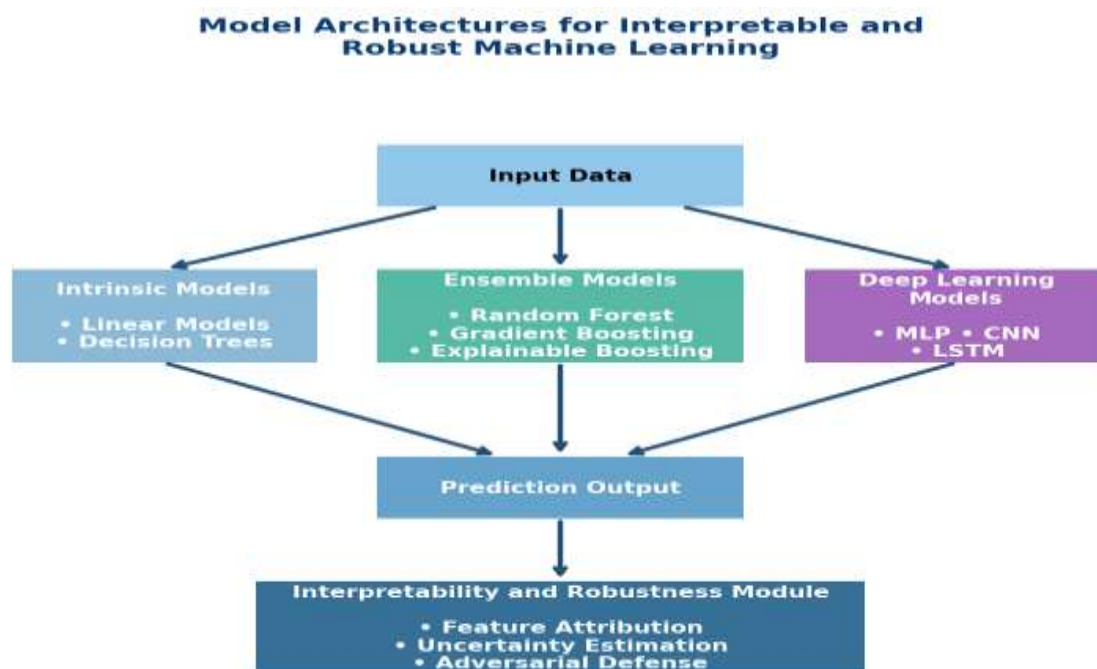 Model Architectures for Interpretable and
Robust Machine Learning
Input Data
Intrinsic Models
• Linear Models
• Decision Trees
Ensemble Models
• Random Forest
• Gradient Boosting
• Explainable Boosting
Deep Learning
Models
• MLP • CNN
• LSTM
Prediction Output
Interpretability and Robustness Module
• Feature Attribution
• Uncertainty Estimation
• Adversarial Defense